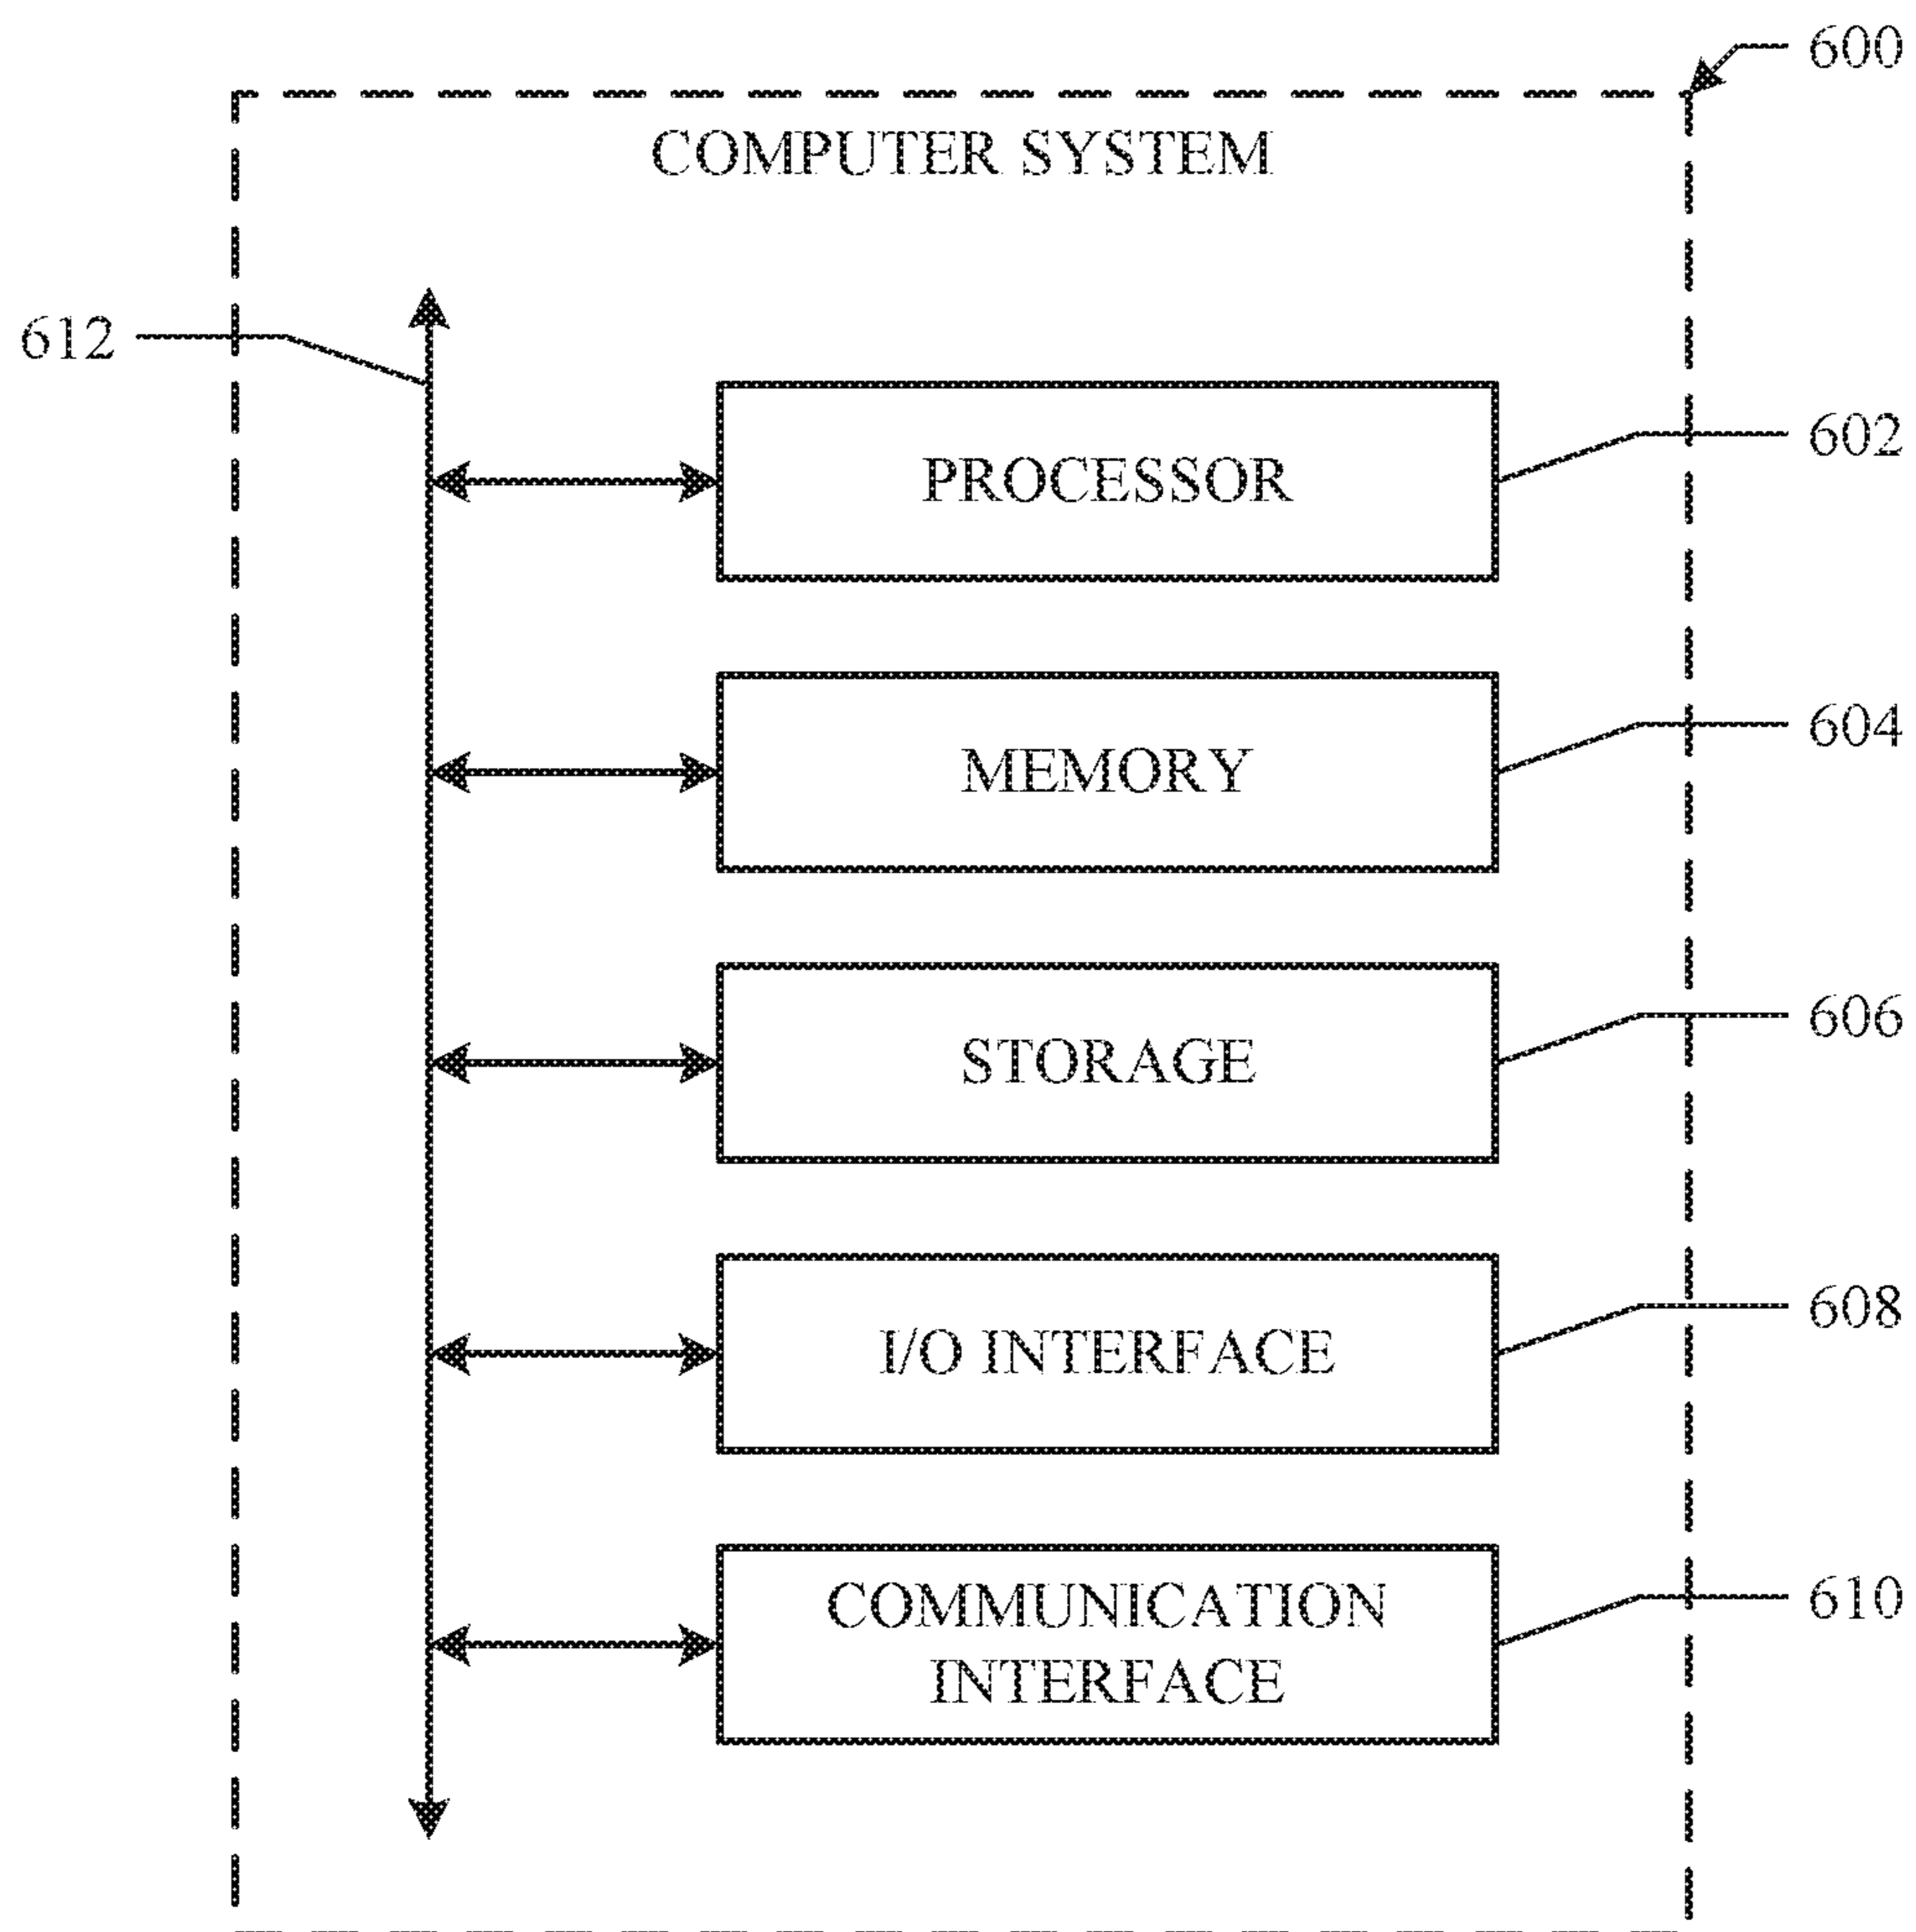 600
COMPUTER SYSTEM
612
602
PROCESSOR
604
MEMORY
606
STORAGE
608
I/O INTERFACE
610
COMMUNICATION
INTERFACE